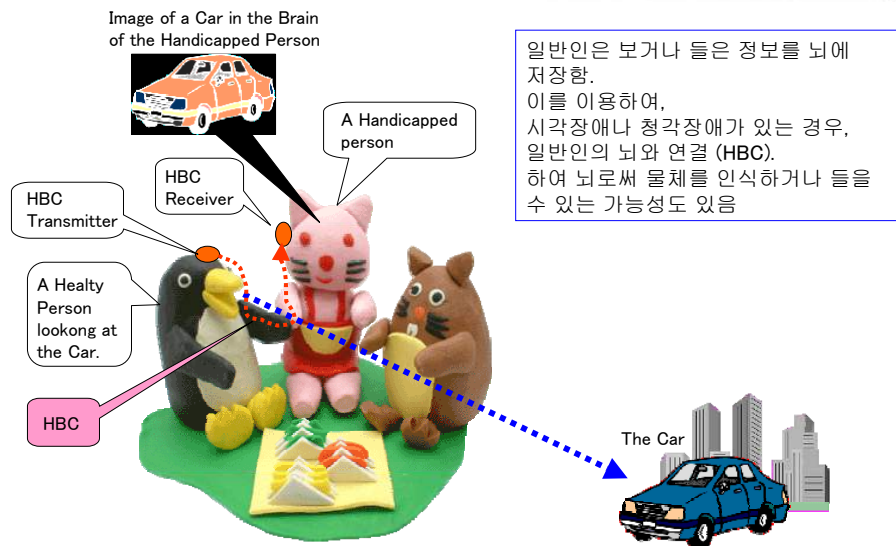 Image of a Car in the Brain
of the Handicapped Person
일반인은 보거나 들은 정보를 뇌에
저장함.
이를 이용하여,
시각장애나 청각장애가 있는 경우,
일반인의 뇌와 연결 (HBC).
하여 뇌로써 물체를 인식하거나 들을
수 있는 가능성도 있음
A Handicapped
person
HBC
Receiver
HBC
Transmitter
A Healty
Person
lookong at
the Car.
HBC
The Car